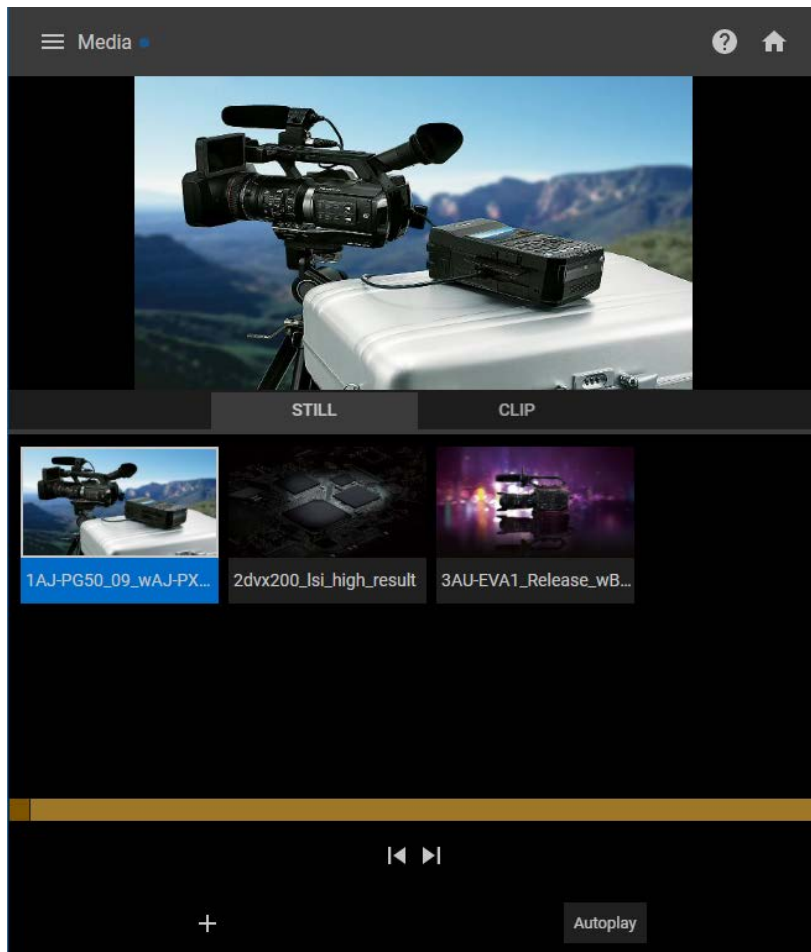 Media
STILL
CLIP
1AJ-PG50_09_wAJ-PX...
2dvx200_lsi_high_result
3AU-EVA1_Release_wB...
Autoplay